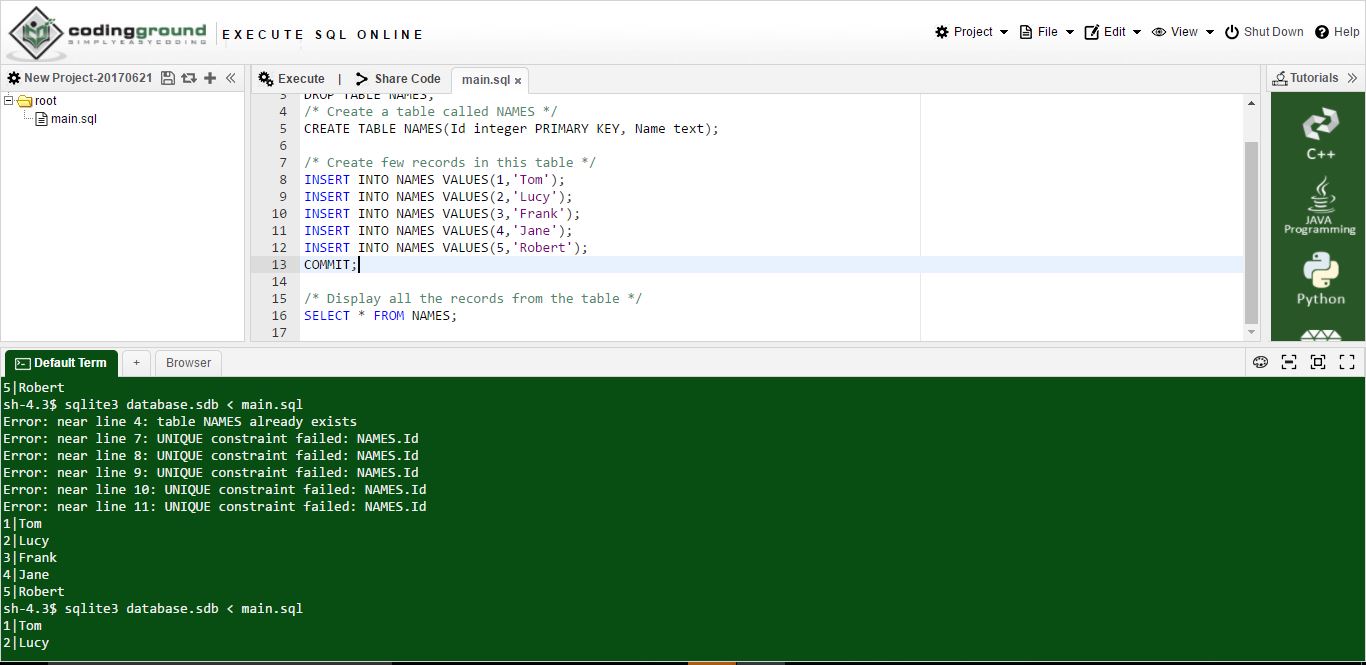 codingground
SIMPLYEASYCODING
EXECUTE SQL ONLINE
Project
File
Edit
View
Shut Down
Help
New Project-20170621
Execute | Share Code
main.sql x
Tutorials
root
main.sql
3 DROP TABLE NAMES;
4 /* Create a table called NAMES */
5 CREATE TABLE NAMES(Id integer PRIMARY KEY, Name text);
6
7 /* Create few records in this table */
8 INSERT INTO NAMES VALUES(1,'Tom');
9 INSERT INTO NAMES VALUES(2,'Lucy');
10 INSERT INTO NAMES VALUES(3,'Frank');
11 INSERT INTO NAMES VALUES(4,'Jane');
12 INSERT INTO NAMES VALUES(5,'Robert');
13 COMMIT;
14
15 /* Display all the records from the table */
16 SELECT * FROM NAMES;
17
C++
JAVA
Programming
Python
Default Term
+
Browser
5|Robert
sh-4.3$ sqlite3 database.sdb < main.sql
Error: near line 4: table NAMES already exists
Error: near line 7: UNIQUE constraint failed: NAMES.Id
Error: near line 8: UNIQUE constraint failed: NAMES.Id
Error: near line 9: UNIQUE constraint failed: NAMES.Id
Error: near line 10: UNIQUE constraint failed: NAMES.Id
Error: near line 11: UNIQUE constraint failed: NAMES.Id
1|Tom
2|Lucy
3|Frank
4|Jane
5|Robert
sh-4.3$ sqlite3 database.sdb < main.sql
1|Tom
2|Lucy